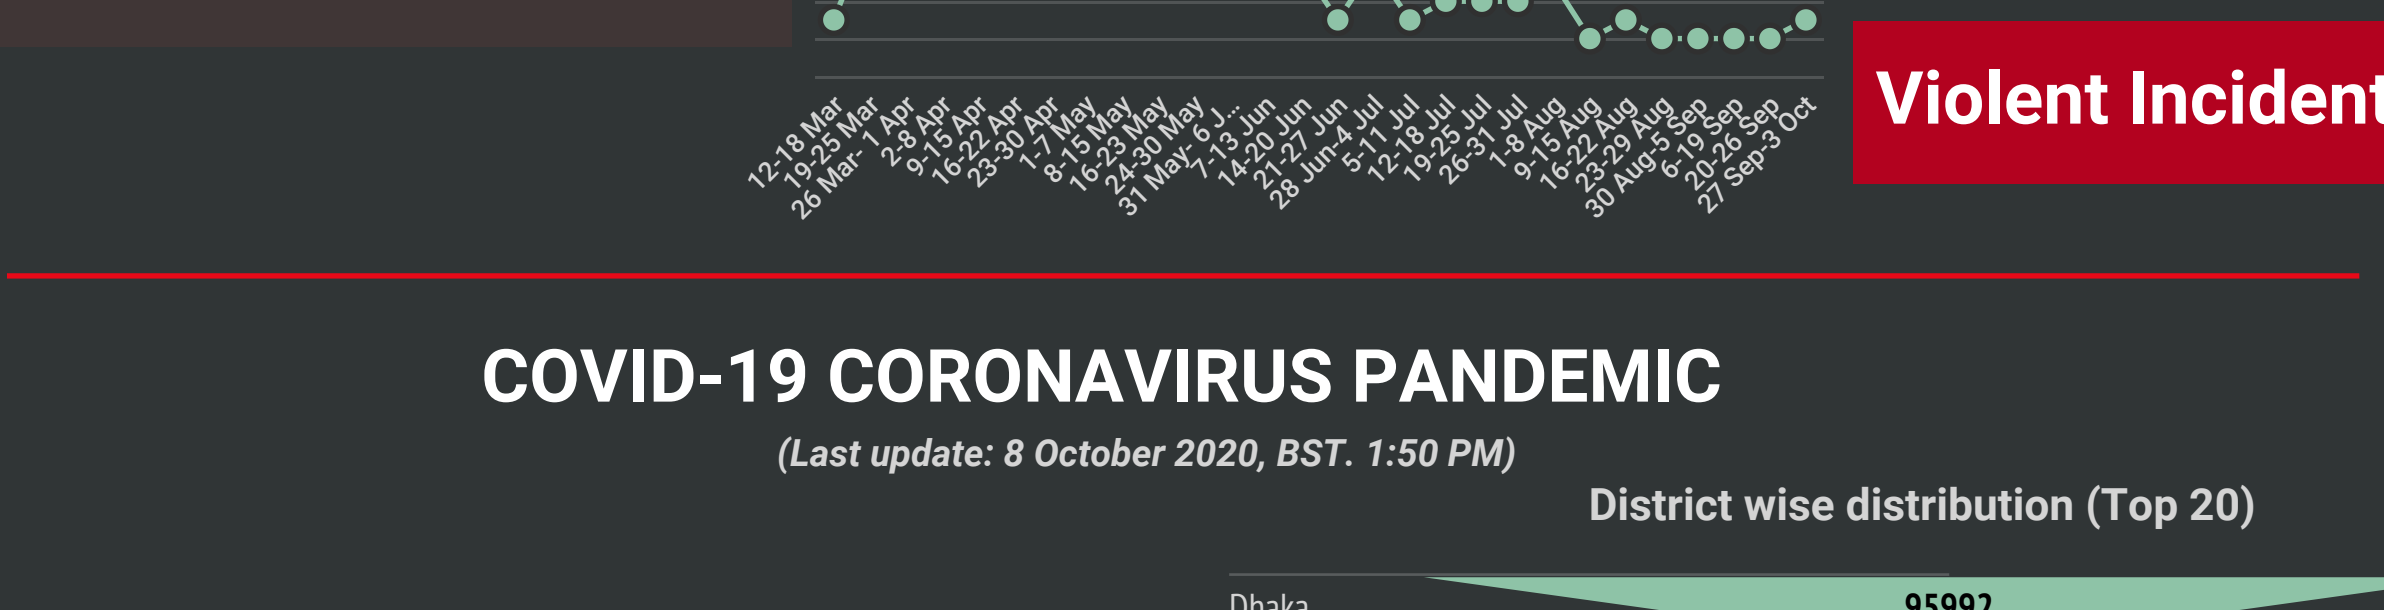 12-18 Mar
19-25 Mar
26 Mar- 1 Apr
2-8 Apr
9-15 Apr
16-22 Apr
23-30 Apr
1-7 May
8-15 May
16-23 May
24-30 May
31 May- 6 J...
7-13 Jun
14-20 Jun
21-27 Jun
28 Jun-4 Jul
5-11 Jul
12-18 Jul
19-25 Jul
26-31 Jul
1-8 Aug
9-15 Aug
16-22 Aug
23-29 Aug
30 Aug-5 Sep
6-19 Sep
20-26 Sep
27 Sep-3 Oct
Violent Incident
COVID-19 CORONAVIRUS PANDEMIC
(Last update: 8 October 2020, BST. 1:50 PM)
District wise distribution (Top 20)
Dhaka 95992